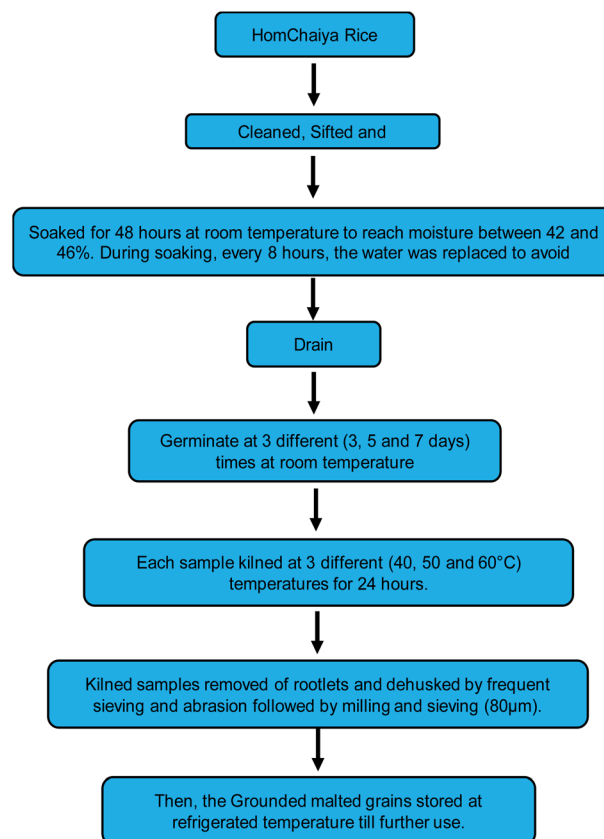 HomChaiya Rice
Cleaned, Sifted and
Soaked for 48 hours at room temperature to reach moisture between 42 and
46%. During soaking, every 8 hours, the water was replaced to avoid
Drain
Germinate at 3 different (3, 5 and 7 days)
times at room temperature
Each sample kilned at 3 different (40, 50 and 60°C)
temperatures for 24 hours.
Kilned samples removed of rootlets and dehusked by frequent
sieving and abrasion followed by milling and sieving (80µm).
Then, the Grounded malted grains stored at
refrigerated temperature till further use.